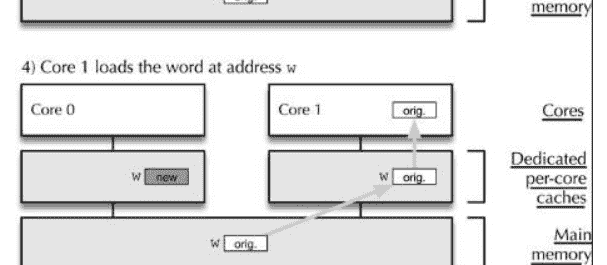 orig.
memory
4) Core 1 loads the word at address w
Core 0
Core 1
orig.
Cores
W new
W orig.
Dedicated
per-core
caches
W orig.
Main
memory